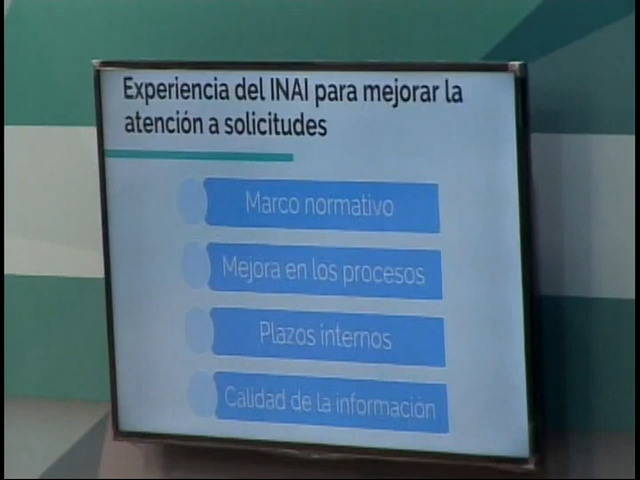 Experiencia del INAI para mejorar la
atención a solicitudes
Marco normativo
Mejora en los procesos
Plazos internos
Calidad de la información